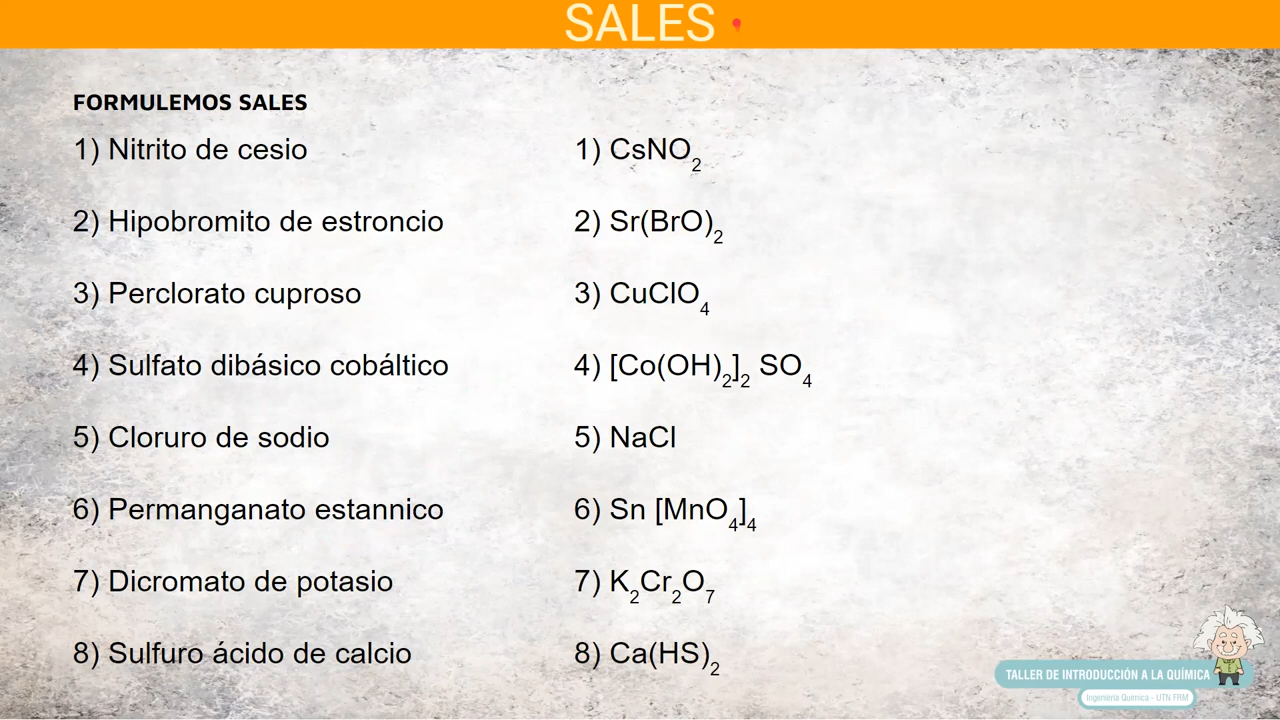 SALES
FORMULEMOS SALES
1) Nitrito de cesio
2) Hipobromito de estroncio
3) Perclorato cuproso
4) Sulfato dibásico cobáltico
5) Cloruro de sodio
6) Permanganato estannico
7) Dicromato de potasio
8) Sulfuro ácido de calcio
1) CsNO₂
2) Sr(BrO)₂
3) CuClO₄
4) [Co(OH)₂]₂ SO₄
5) NaCl
6) Sn [MnO₄]₄
7) K₂Cr₂O₇
8) Ca(HS)₂
TALLER DE INTRODUCCIÓN A LA QUÍMICA
Ingeniería Química - UTN FRM